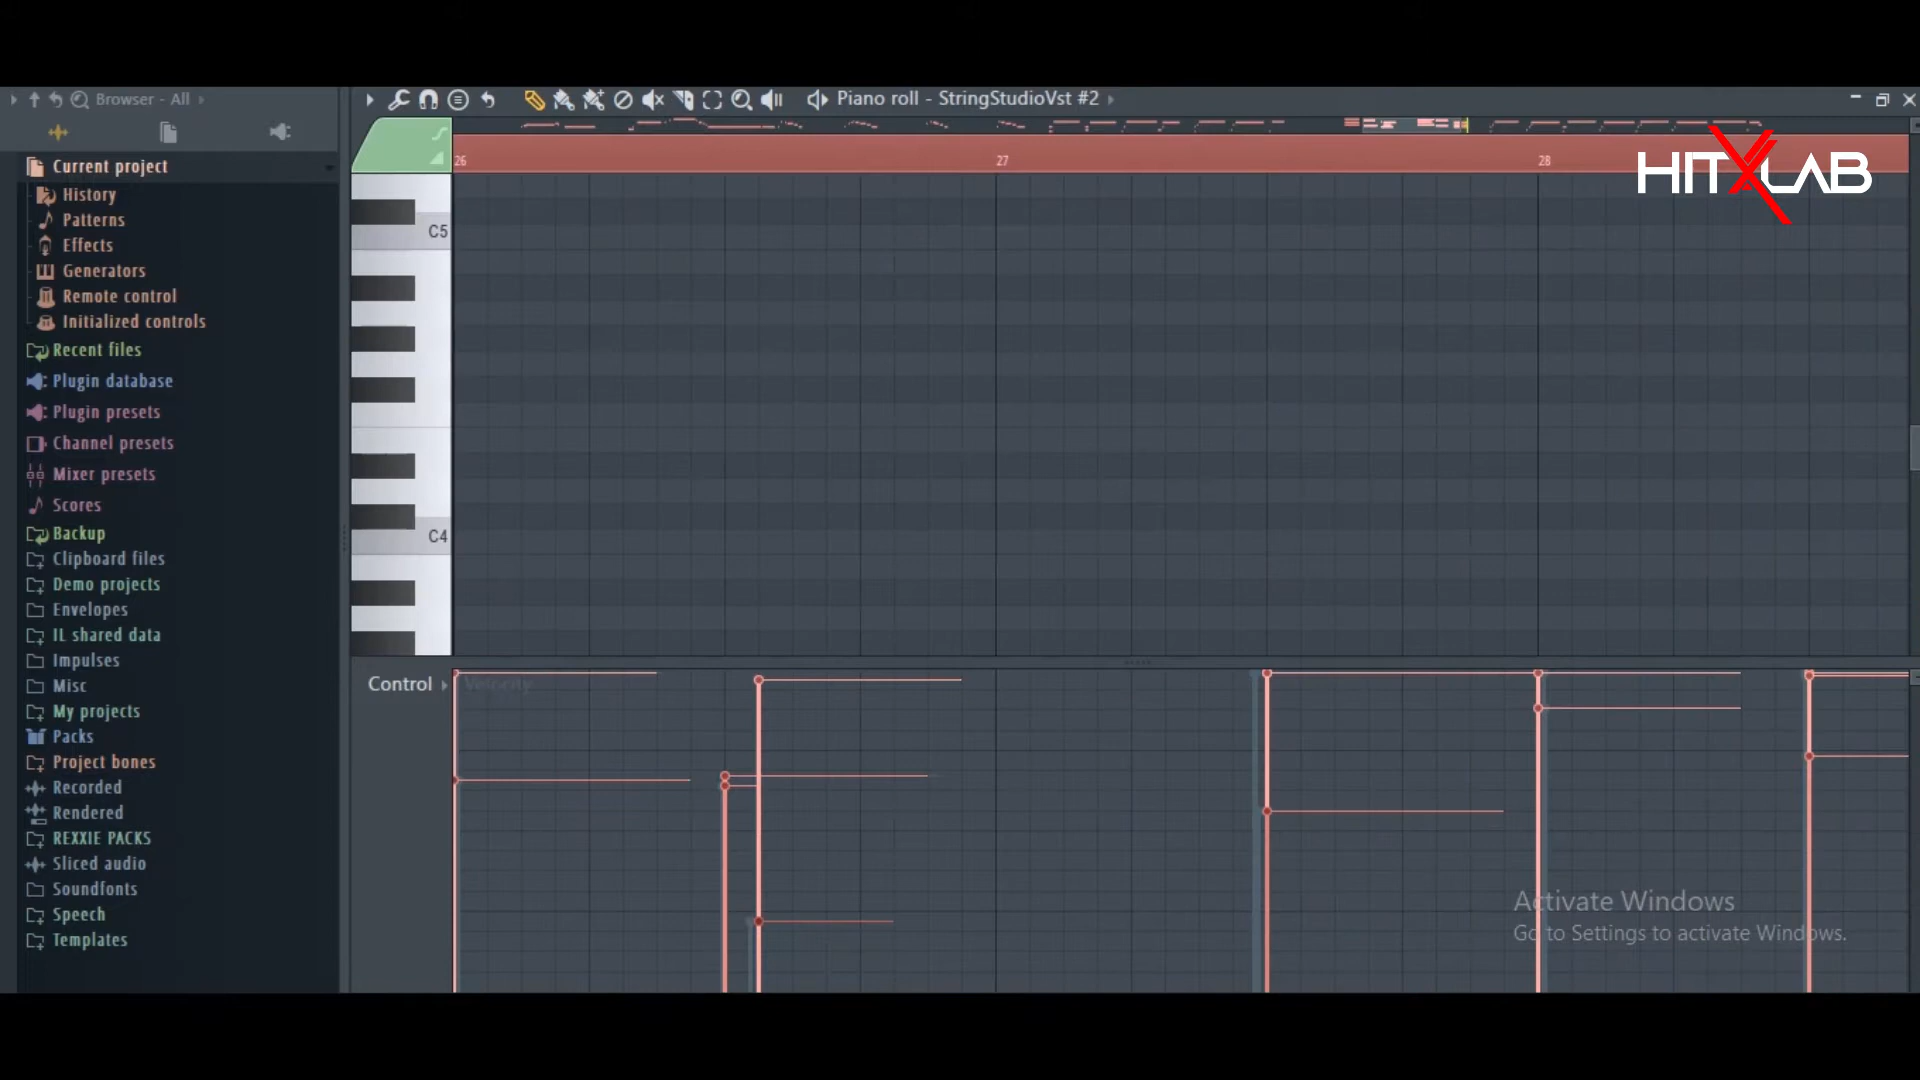 Browser - All
Piano roll - StringStudioVst #2
Current project
History
Patterns
Effects
Generators
Remote control
Initialized controls
Recent files
Plugin database
Plugin presets
Channel presets
Mixer presets
Scores
Backup
Clipboard files
Demo projects
Envelopes
IL shared data
Impulses
Misc
My projects
Packs
Project bones
Recorded
Rendered
REXXIE PACKS
Sliced audio
Soundfonts
Speech
Templates
26
27
28
HITXLAB
C5
C4
Control
Velocity
Activate Windows
Go to Settings to activate Windows.